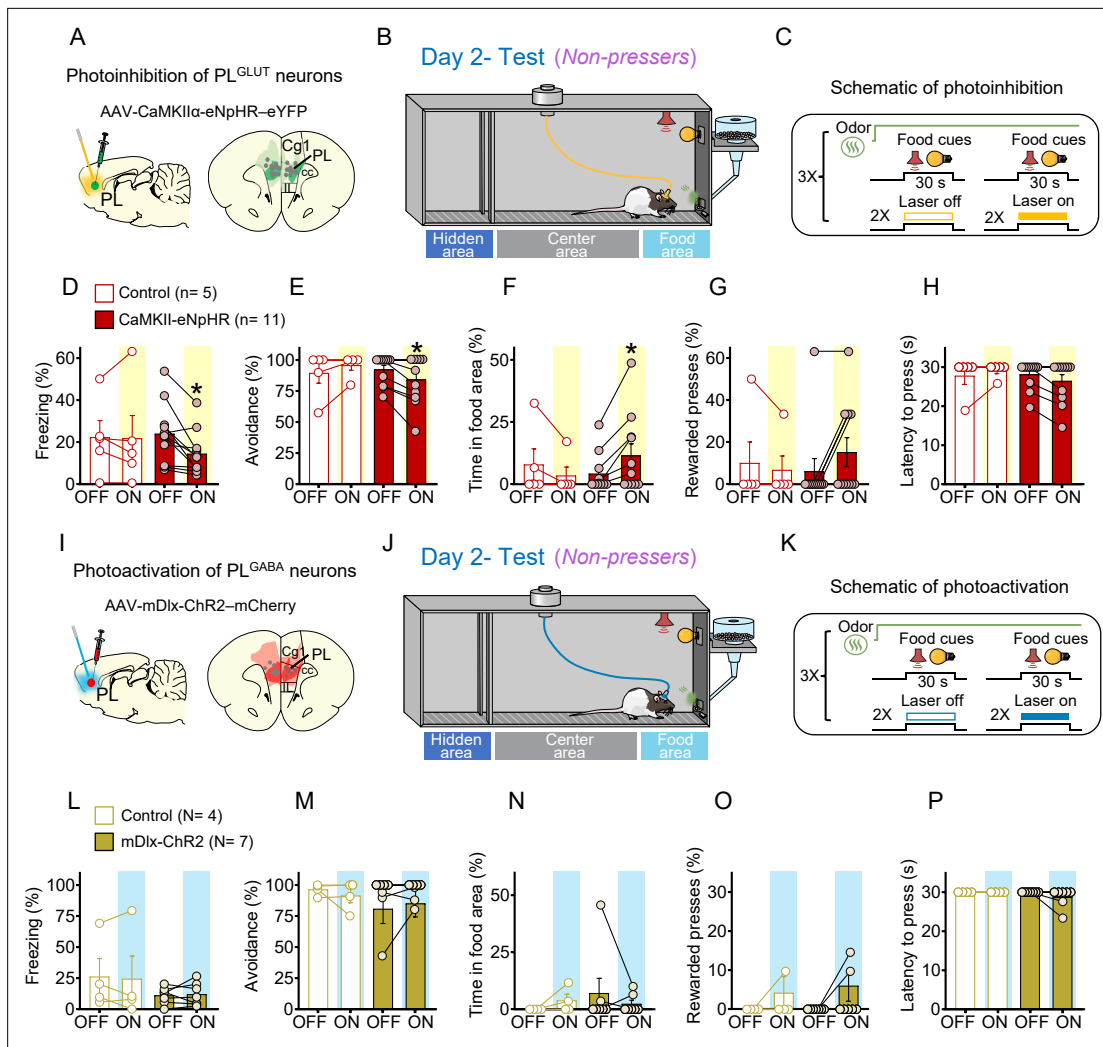 A
Photoinhibition of PLGLUT neurons
AAV-CaMKIIα-eNpHR–eYFP
PL
Cg1
PL
cc
IL
B
Day 2- Test (Non-pressers)
Hidden area
Center area
Food area
C
Schematic of photoinhibition
Odor
3X
Food cues
30 s
Laser off
2X
Food cues
30 s
Laser on
2X
D
Control (n= 5)
CaMKII-eNpHR (n= 11)
Freezing (%)
60
40
20
0
*
OFF ON OFF ON
E
Avoidance (%)
100
75
50
25
0
*
OFF ON OFF ON
F
Time in food area (%)
50
25
0
*
OFF ON OFF ON
G
Rewarded presses (%)
60
40
20
0
OFF ON OFF ON
H
Latency to press (s)
30
20
10
0
OFF ON OFF ON
I
Photoactivation of PLGABA neurons
AAV-mDlx-ChR2–mCherry
PL
Cg1
PL
cc
IL
J
Day 2- Test (Non-pressers)
Hidden area
Center area
Food area
K
Schematic of photoactivation
Odor
3X
Food cues
30 s
Laser off
2X
Food cues
30 s
Laser on
2X
L
Control (N= 4)
mDlx-ChR2 (N= 7)
Freezing (%)
100
75
50
25
0
OFF ON OFF ON
M
Avoidance (%)
100
75
50
25
0
OFF ON OFF ON
N
Time in food area (%)
50
25
0
OFF ON OFF ON
O
Rewarded presses (%)
30
20
10
0
OFF ON OFF ON
P
Latency to press (s)
30
20
10
0
OFF ON OFF ON